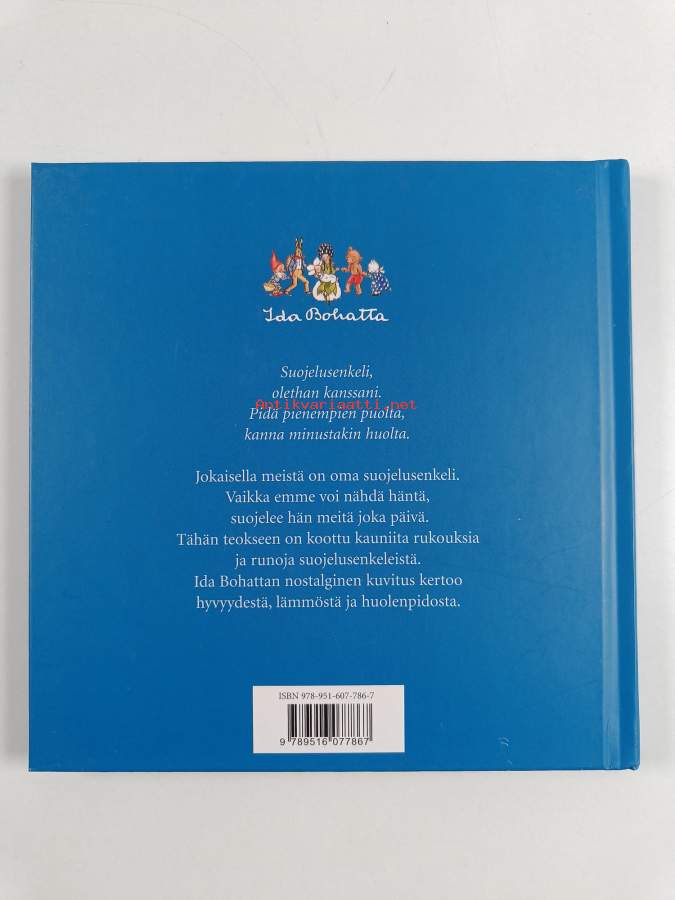 Ida Bohatta
Suojelusenkeli,
olethan kanssani.
Antikvariaatti.net
Pidä pienempien puolta,
kanna minustakin huolta.
Jokaisella meistä on oma suojelusenkeli.
Vaikka emme voi nähdä häntä,
suojelee hän meitä joka päivä.
Tähän teokseen on koottu kauniita rukouksia
ja runoja suojelusenkeleistä.
Ida Bohattan nostalginen kuvitus kertoo
hyvyydestä, lämmöstä ja huolenpidosta.
ISBN 978-951-607-786-7
9 789516 077867